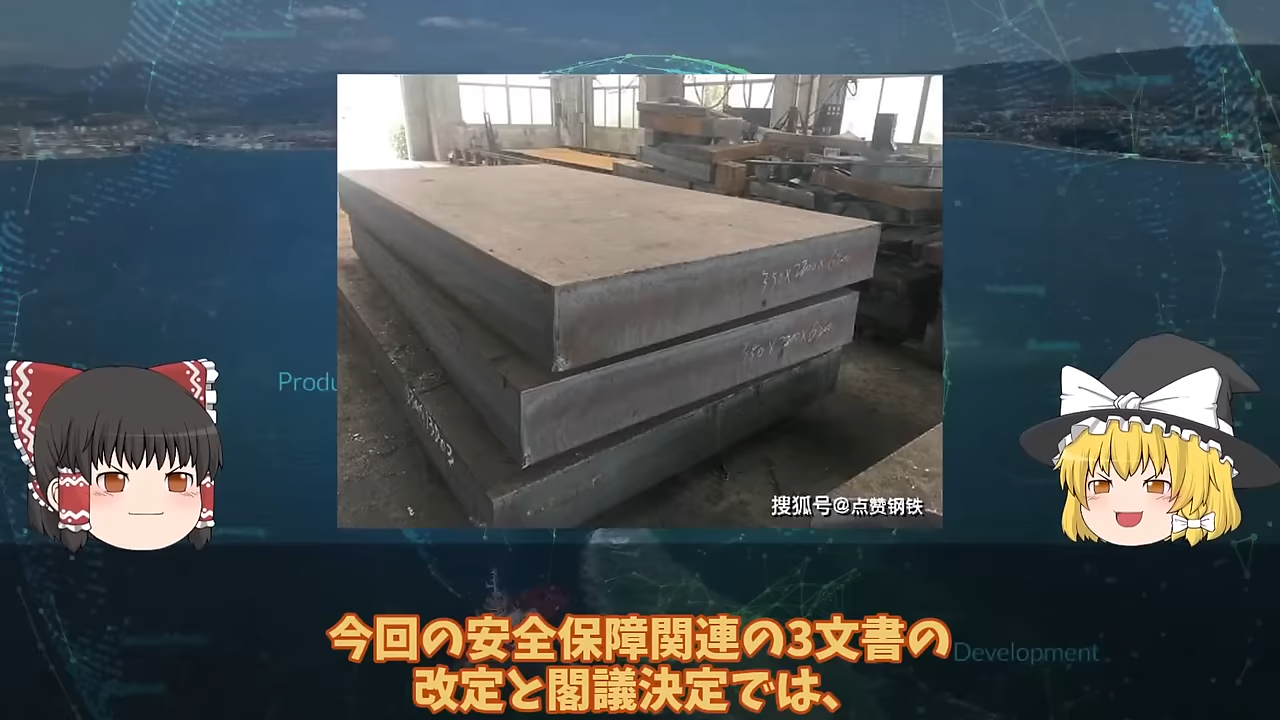 Produ
搜狐号@点赞钢铁
今回の安全保障関連の3文書の
改定と閣議決定では、
Development